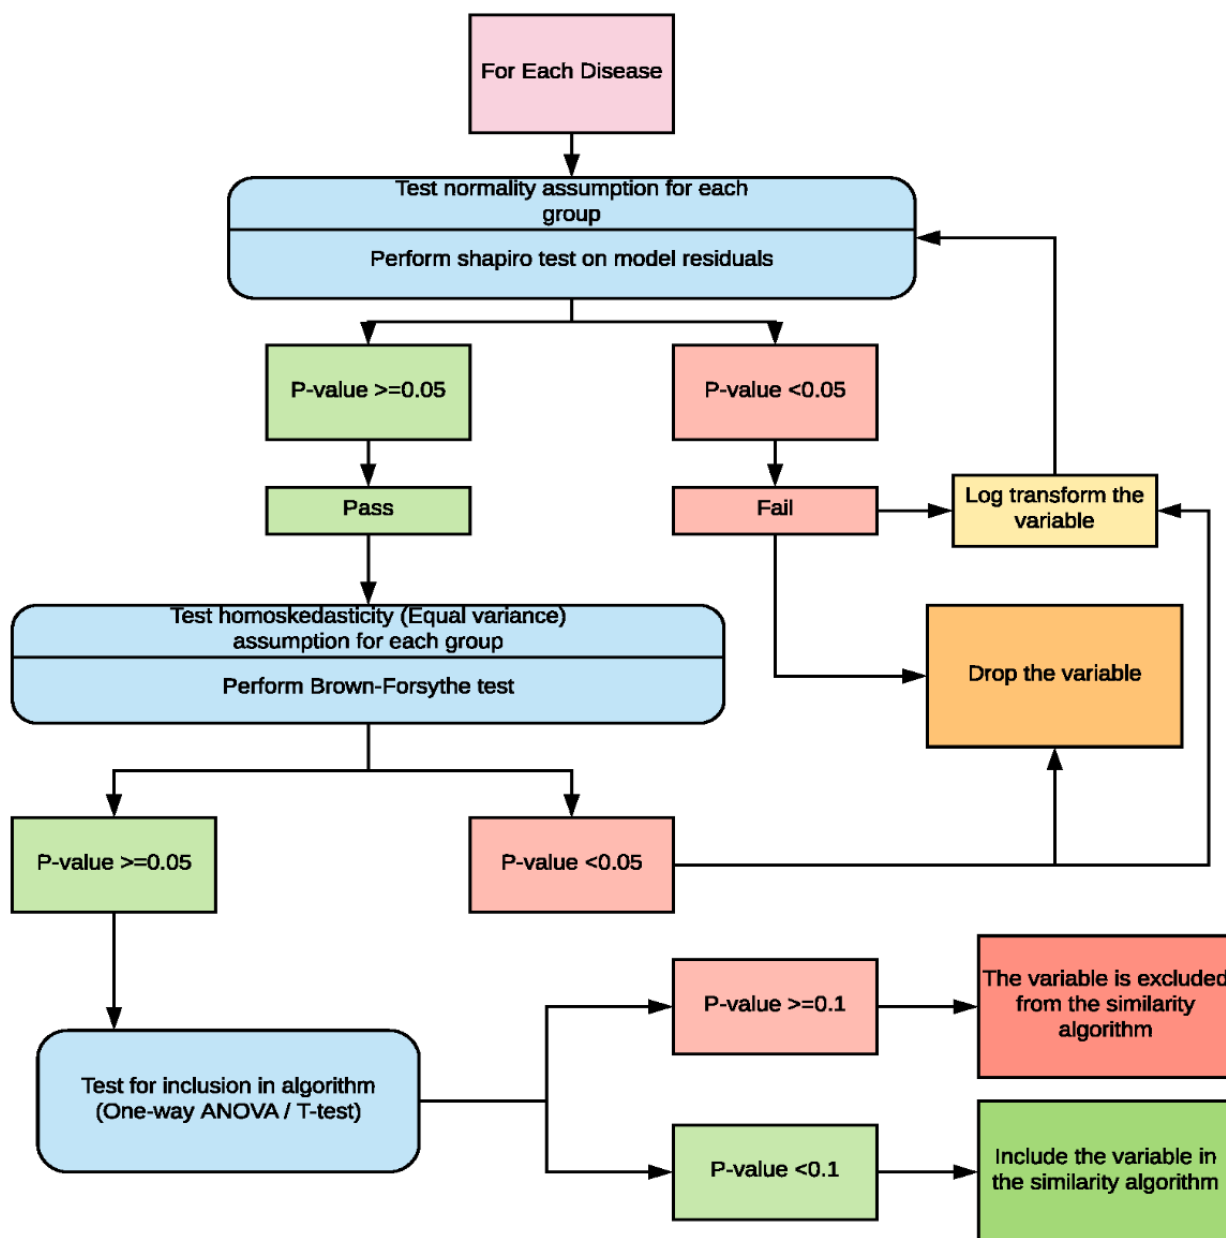 For Each Disease
Test normality assumption for each
group
Perform shapiro test on model residuals
P-value >=0.05
P-value <0.05
Pass
Fail
Log transform the
variable
Test homoskedasticity (Equal variance)
assumption for each group
Perform Brown-Forsythe test
Drop the variable
P-value >=0.05
P-value <0.05
Test for inclusion in algorithm
(One-way ANOVA / T-test)
P-value >=0.1
The variable is excluded
from the similarity
algorithm
P-value <0.1
Include the variable in
the similarity algorithm